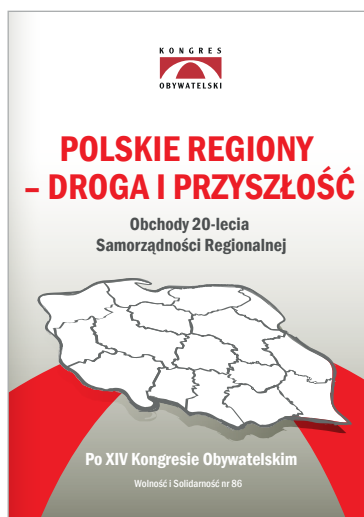 KONGRES
OBYWATELSKI
POLSKIE REGIONY
– DROGA I PRZYSZŁOŚĆ
Obchody 20-lecia
Samorządności Regionalnej
Po XIV Kongresie Obywatelskim
Wolność i Solidarność nr 86